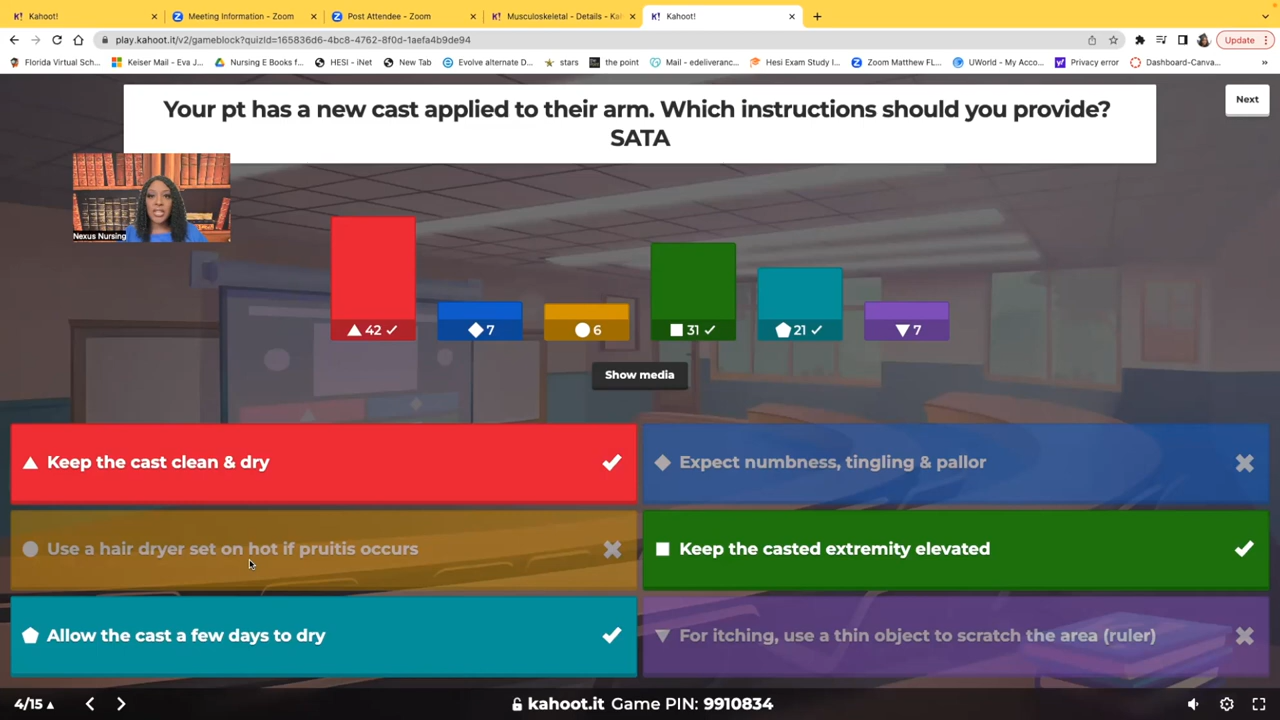 Kahoot!
Meeting Information - Zoom
Post Attendee - Zoom
Musculoskeletal - Details - Ka
Kahoot!
play.kahoot.it/v2/gameblock?quizId=165836d6-4bc8-4762-8f0d-1aefa4b9de94
Update
Florida Virtual Sch...
Keiser Mail - Eva J...
Nursing E Books f...
HESI - iNet
New Tab
Evolve alternate D...
stars
the point
Mail - edeliveranc...
Hesi Exam Study I...
Zoom Matthew FL...
UWorld - My Acco...
Privacy error
Dashboard-Canva...
Your pt has a new cast applied to their arm. Which instructions should you provide?
SATA
Next
Nexus Nursing
42
7
6
31
21
7
Show media
Keep the cast clean & dry
Expect numbness, tingling & pallor
Use a hair dryer set on hot if pruitis occurs
Keep the casted extremity elevated
Allow the cast a few days to dry
For itching, use a thin object to scratch the area (ruler)
4/15
kahoot.it Game PIN: 9910834